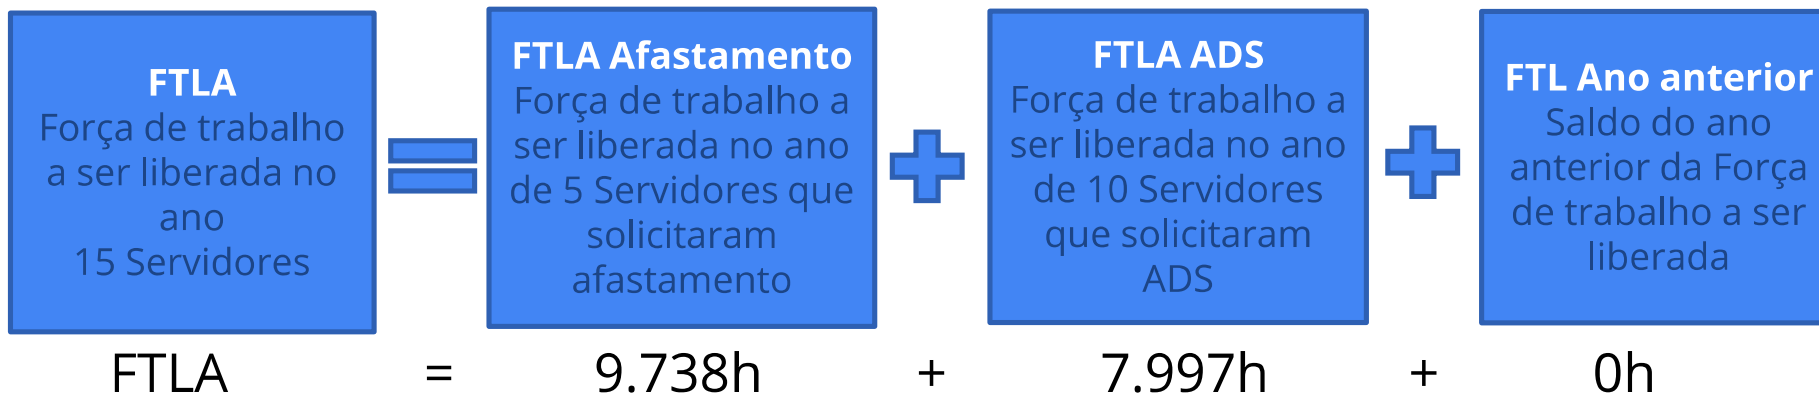 FTLA
Força de trabalho
a ser liberada no
ano
15 Servidores
FTLA Afastamento
Força de trabalho a
ser liberada no ano
de 5 Servidores que
solicitaram
afastamento
FTLA ADS
Força de trabalho a
ser liberada no ano
de 10 Servidores
que solicitaram
ADS
FTL Ano anterior
Saldo do ano
anterior da Força
de trabalho a ser
liberada
FTLA = 9.738h + 7.997h + 0h